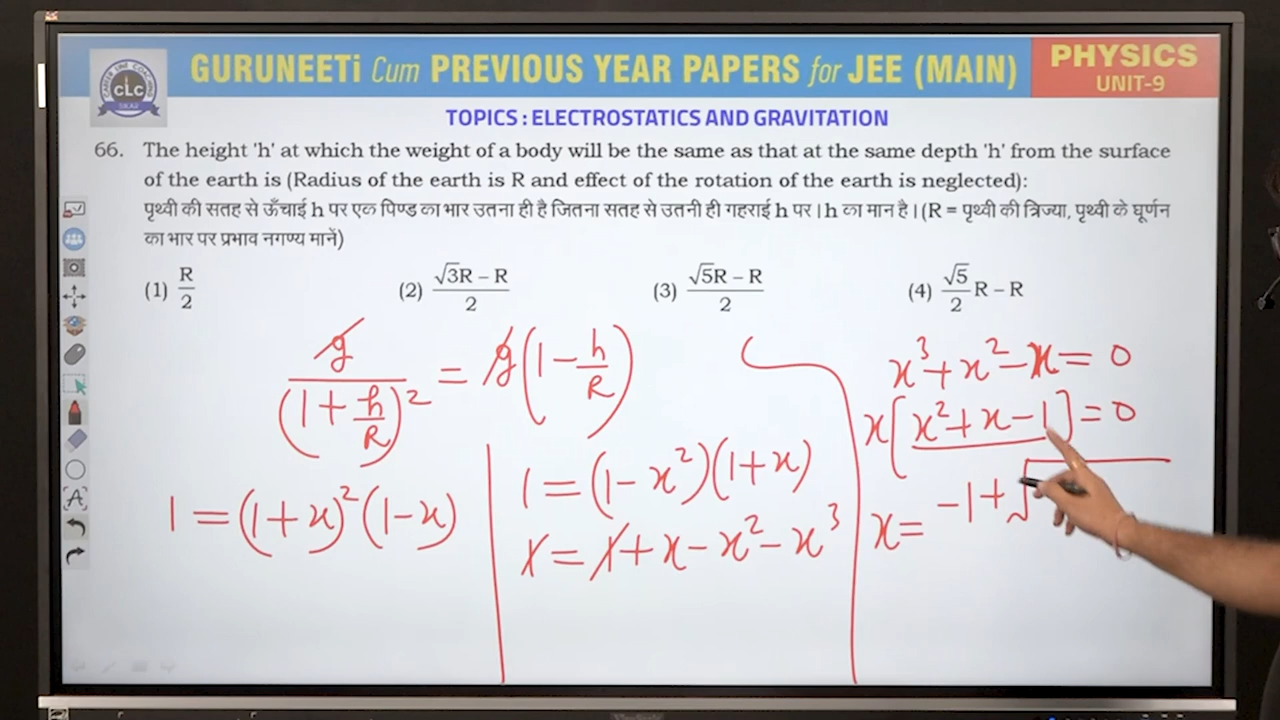 CLC
GURUNEETi Cum PREVIOUS YEAR PAPERS for JEE (MAIN)
PHYSICS
UNIT-9
TOPICS : ELECTROSTATICS AND GRAVITATION
66. The height 'h' at which the weight of a body will be the same as that at the same depth 'h' from the surface
of the earth is (Radius of the earth is R and effect of the rotation of the earth is neglected):
पृथ्वी की सतह से ऊँचाई h पर एक पिण्ड का भार उतना ही है जितना सतह से उतनी ही गहराई h पर । h का मान है । (R = पृथ्वी की त्रिज्या, पृथ्वी के घूर्णन
का भार पर प्रभाव नगण्य मानें)
(1) R/2 (2) (√3R – R)/2 (3) (√5R – R)/2 (4) √5/2 R – R
g/(1+h/R)² = g(1-h/R)
1=(1+x)²(1-x)
1=(1-x²)(1+x)
1=1+x-x²-x³
x³+x²-x=0
x[x²+x-1]=0
x= -1+√